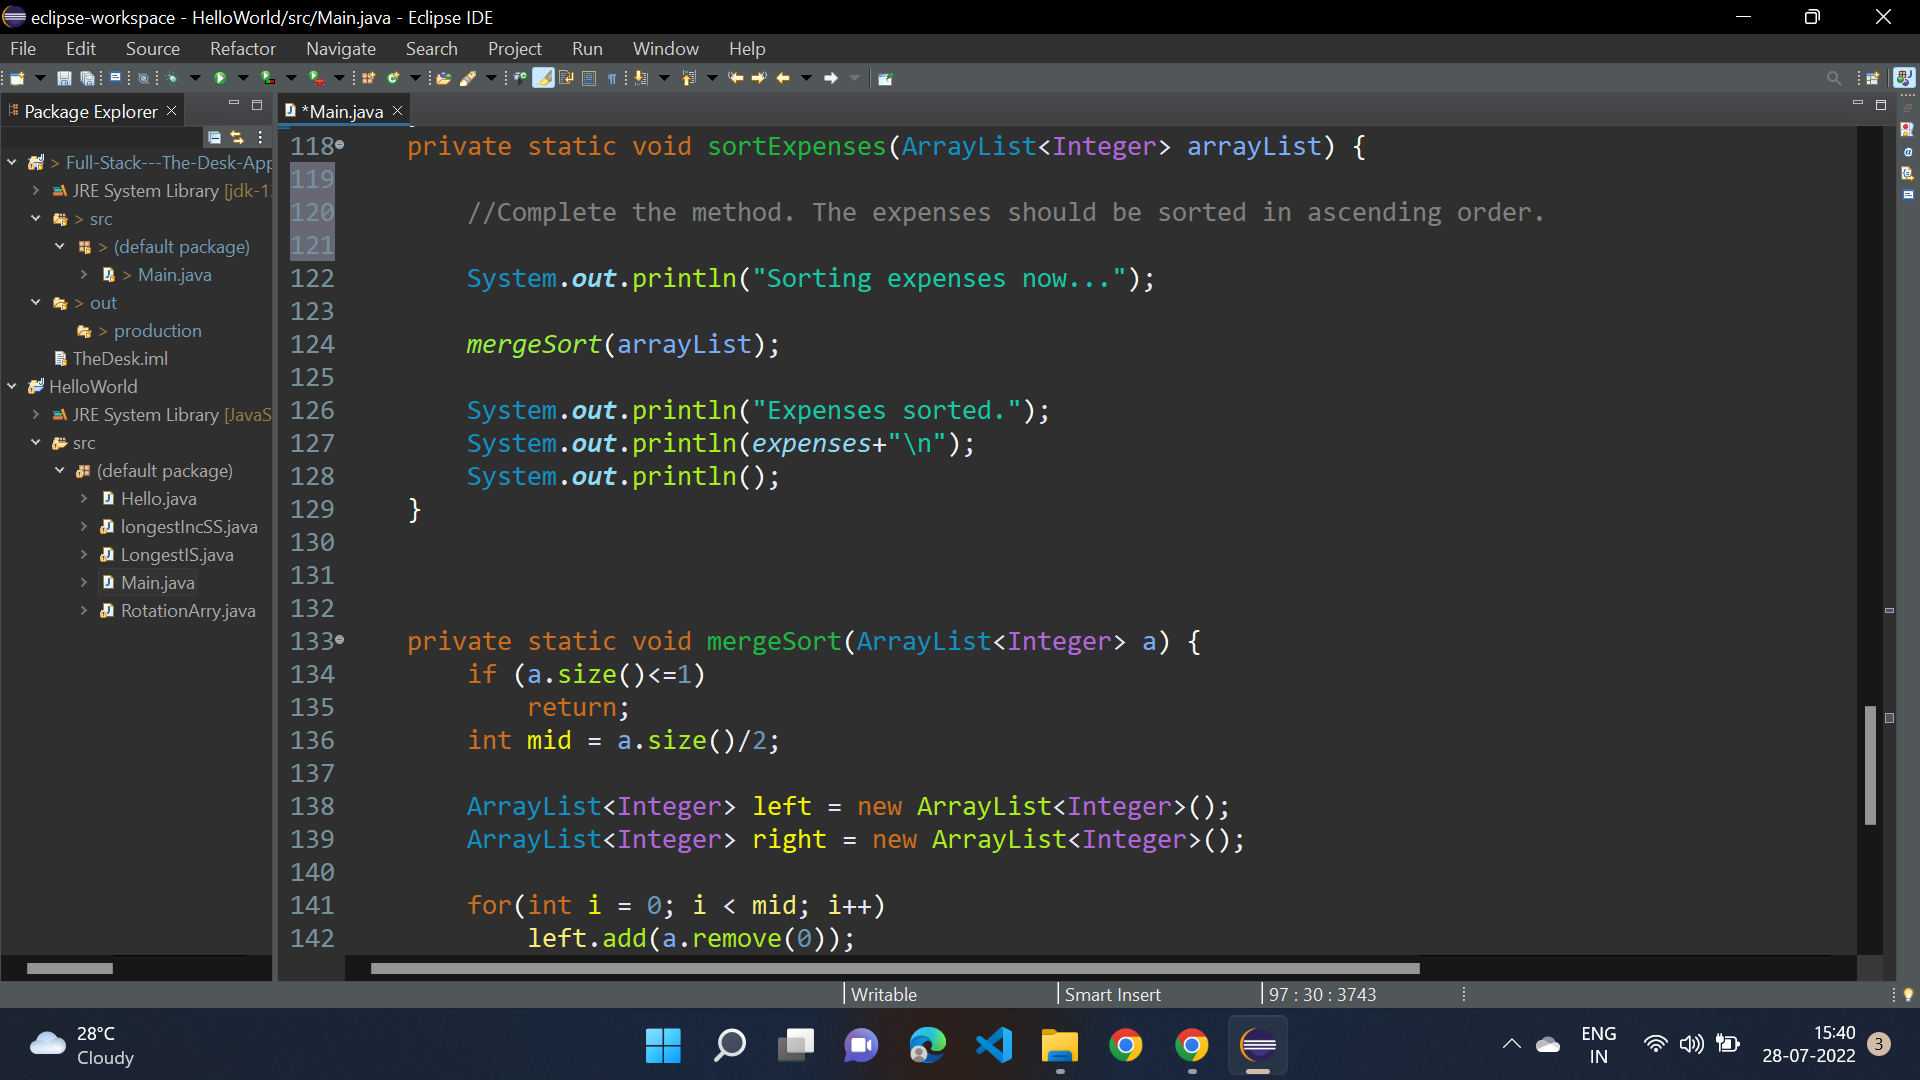 eclipse-workspace - HelloWorld/src/Main.java - Eclipse IDE
File Edit Source Refactor Navigate Search Project Run Window Help
Package Explorer
*Main.java
> Full-Stack---The-Desk-App
JRE System Library [jdk-1
> src
> (default package)
> Main.java
> out
> production
TheDesk.iml
HelloWorld
JRE System Library [JavaS
src
(default package)
Hello.java
longestIncSS.java
LongestIS.java
Main.java
RotationArry.java
118 private static void sortExpenses(ArrayList<Integer> arrayList) {
119
120 //Complete the method. The expenses should be sorted in ascending order.
121
122 System.out.println("Sorting expenses now...");
123
124 mergeSort(arrayList);
125
126 System.out.println("Expenses sorted.");
127 System.out.println(expenses+"\n");
128 System.out.println();
129 }
130
131
132
133 private static void mergeSort(ArrayList<Integer> a) {
134 if (a.size()<=1)
135 return;
136 int mid = a.size()/2;
137
138 ArrayList<Integer> left = new ArrayList<Integer>();
139 ArrayList<Integer> right = new ArrayList<Integer>();
140
141 for(int i = 0; i < mid; i++)
142 left.add(a.remove(0));
Writable Smart Insert 97 : 30 : 3743
28°C
Cloudy
ENG
IN
15:40
28-07-2022
3